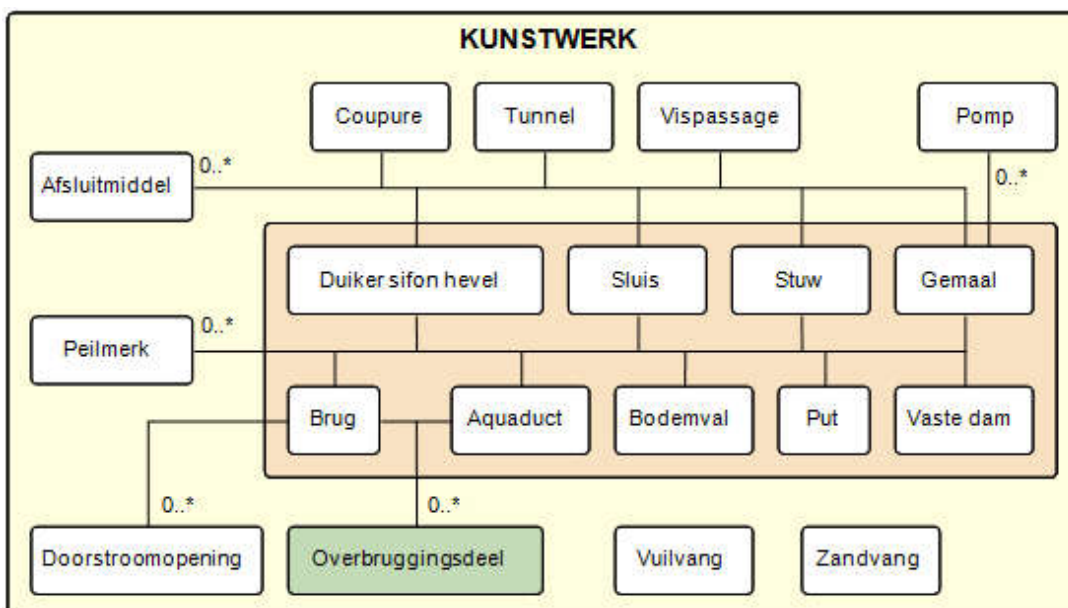 KUNSTWERK
Coupure
Tunnel
Vispassage
Pomp
Afsluitmiddel
0..*
0..*
Duiker sifon hevel
Sluis
Stuw
Gemaal
Peilmerk
0..*
Brug
Aquaduct
Bodemval
Put
Vaste dam
0..*
0..*
Doorstroomopening
Overbruggingsdeel
Vuilvang
Zandvang